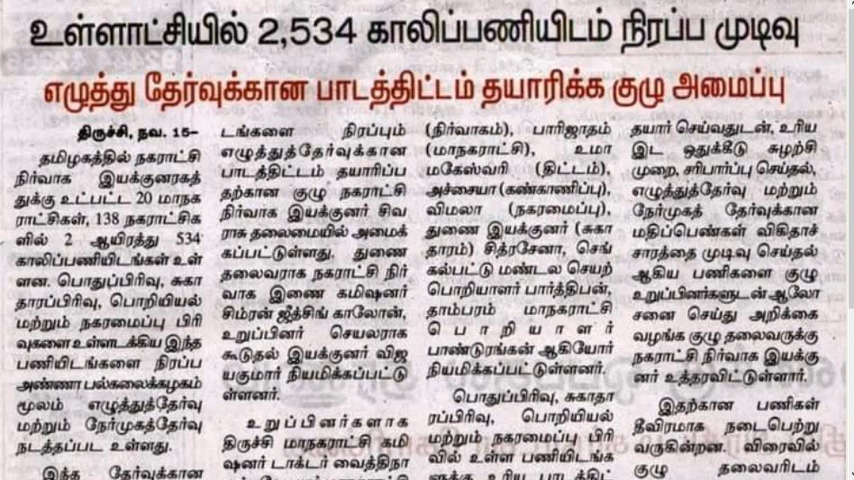 உள்ளாட்சியில் 2,534 காலிப்பணியிடம் நிரப்ப முடிவு
எழுத்து தேர்வுக்கான பாடத்திட்டம் தயாரிக்க குழு அமைப்பு
திருச்சி, நவ. 15–
தமிழகத்தில் நகராட்சி
நிர்வாக இயக்குனரகத்
துக்கு உட்பட்ட 20 மாநக
ராட்சிகள், 138 நகராட்சிக
ளில் 2 ஆயிரத்து 534
காலிப்பணியிடங்கள் உள்
ளன. பொதுப்பிரிவு, சுகா
தாரப்பிரிவு, பொறியியல்
மற்றும் நகரமைப்பு பிரி
வுகளை உள்ளடக்கிய இந்த
பணியிடங்களை நிரப்ப
அண்ணா பல்கலைக்கழகம்
மூலம் எழுத்துத்தேர்வு
மற்றும் நேர்முகத்தேர்வு
நடத்தப்பட உள்ளது.
இந்த தேர்வுக்கான
டங்களை நிரப்பும்
எழுத்துத்தேர்வுக்கான
பாடத்திட்டம் தயாரிப்ப
தற்கான குழு நகராட்சி
நிர்வாக இயக்குனர் சிவ
ராசு தலைமையில் அமைக்
கப்பட்டுள்ளது. துணை
தலைவராக நகராட்சி நிர்
வாக இணை கமிஷனர்
சிம்ரன் ஜீத்சிங் காலோன்,
உறுப்பினர் செயலராக
கூடுதல் இயக்குனர் விஜ
யகுமார் நியமிக்கப்பட்டு
ள்ளனர்.
உறுப்பினர்களாக
திருச்சி மாநகராட்சி கமி
ஷனர் டாக்டர் வைத்திநா
(நிர்வாகம்), பாரிஜாதம்
(மாநகராட்சி), உமா
மகேஸ்வரி (திட்டம்),
அச்சையா (கண்காணிப்பு),
விமலா (நகரமைப்பு),
துணை இயக்குனர் (சுகா
தாரம்) சித்ரசேனா, செங்
கல்பட்டு மண்டல செயற்
பொறியாளர் பார்த்திபன்,
தாம்பரம் மாநகராட்சி
பொறியாளர்
பாண்டுரங்கன் ஆகியோர்
நியமிக்கப்பட்டுள்ளனர்.
பொதுப்பிரிவு, சுகாதா
ரப்பிரிவு, பொறியியல்
மற்றும் நகரமைப்பு பிரி
வில் உள்ள பணியிடங்க
ளுக்கு உரிய பாடத்திட்
தயார் செய்வதுடன், உரிய
இட ஒதுக்கீடு சுழற்சி
முறை, சரிபார்ப்பு செய்தல்,
எழுத்துத்தேர்வு மற்றும்
நேர்முகத் தேர்வுக்கான
மதிப்பெண்கள் விகிதாச்
சாரத்தை முடிவு செய்தல்
ஆகிய பணிகளை குழு
உறுப்பினர்களுடன் ஆலோ
சனை செய்து அறிக்கை
வழங்க குழு தலைவருக்கு
நகராட்சி நிர்வாக இயக்கு
னர் உத்தரவிட்டுள்ளார்.
இதற்கான பணிகள்
தீவிரமாக நடைபெற்று
வருகின்றன. விரைவில்
குழு தலைவரிடம்